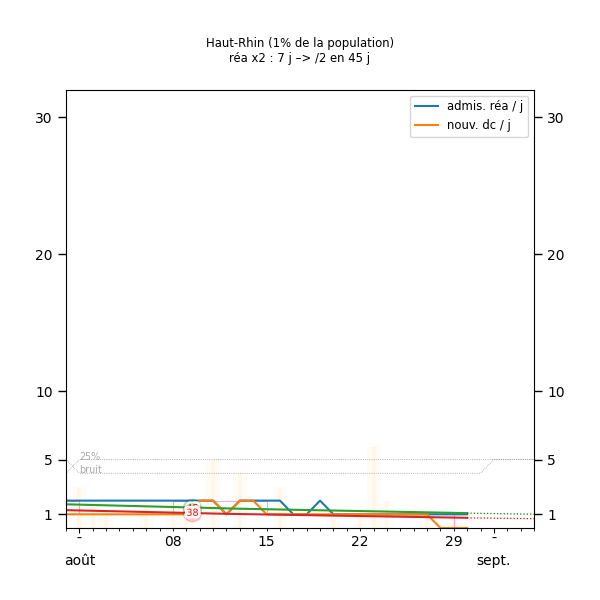 Haut-Rhin (1% de la population)
réa x2 : 7 j –> /2 en 45 j
admis. réa / j
nouv. dc / j
30
30
20
20
10
10
25%
5
5
bruit
38
1
1
- 08 15 22 29 -
août
sept.